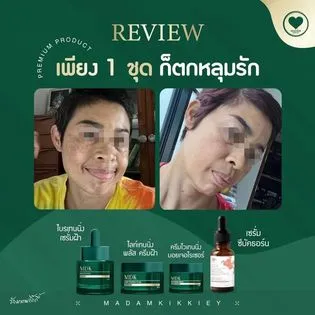 REVIEW
PREMIUM PRODUCT
เพียง 1 ชุด ก็ตกหลุมรัก
ไบรทเทนนิ่ง
เซรั่มฝ้า
ไลท์เทนนิ่ง
พลัส ครีมฝ้า
ครีมไวเทนนิ่ง
มอยเจอไรเซอร์
เซรั่ม
ซีบัคธอร์น
MDK
MDK
MDK
MADAMKIKKIEY